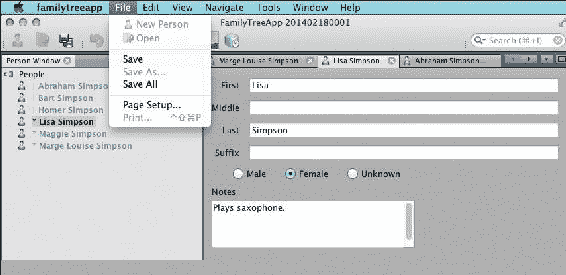 familytreeapp File Edit View Navigate Tools Window Help
FamilyTreeApp 201402180001
New Person
Open
Save
Save As...
Save All
Page Setup...
Print... ⌃⇧⌘P
Search (⌘+I)
Person Window
People
Abraham Simpson
Bart Simpson
Homer Simpson
* Lisa Simpson
* Maggie Simpson
* Marge Louise Simpson
Marge Louise Simpson Lisa Simpson Abraham Simpson...
First Lisa
Middle
Last Simpson
Suffix
Male Female Unknown
Notes
Plays saxophone.